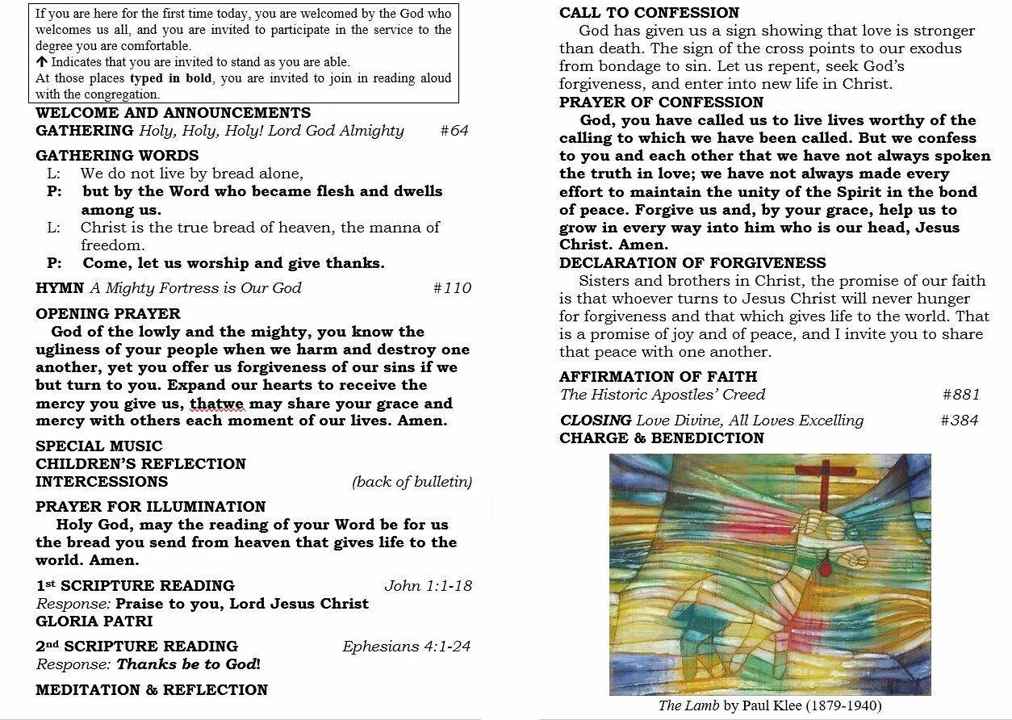 If you are here for the first time today, you are welcomed by the God who
welcomes us all, and you are invited to participate in the service to the
degree you are comfortable.
🡹 Indicates that you are invited to stand as you are able.
At those places typed in bold, you are invited to join in reading aloud
with the congregation.
WELCOME AND ANNOUNCEMENTS
GATHERING Holy, Holy, Holy! Lord God Almighty #64
GATHERING WORDS
L: We do not live by bread alone,
P: but by the Word who became flesh and dwells
among us.
L: Christ is the true bread of heaven, the manna of
freedom.
P: Come, let us worship and give thanks.
HYMN A Mighty Fortress is Our God #110
OPENING PRAYER
God of the lowly and the mighty, you know the
ugliness of your people when we harm and destroy one
another, yet you offer us forgiveness of our sins if we
but turn to you. Expand our hearts to receive the
mercy you give us, thatwe may share your grace and
mercy with others each moment of our lives. Amen.
SPECIAL MUSIC
CHILDREN'S REFLECTION
INTERCESSIONS (back of bulletin)
PRAYER FOR ILLUMINATION
Holy God, may the reading of your Word be for us
the bread you send from heaven that gives life to the
world. Amen.
1st SCRIPTURE READING John 1:1-18
Response: Praise to you, Lord Jesus Christ
GLORIA PATRI
2nd SCRIPTURE READING Ephesians 4:1-24
Response: Thanks be to God!
MEDITATION & REFLECTION
CALL TO CONFESSION
God has given us a sign showing that love is stronger
than death. The sign of the cross points to our exodus
from bondage to sin. Let us repent, seek God's
forgiveness, and enter into new life in Christ.
PRAYER OF CONFESSION
God, you have called us to live lives worthy of the
calling to which we have been called. But we confess
to you and each other that we have not always spoken
the truth in love; we have not always made every
effort to maintain the unity of the Spirit in the bond
of peace. Forgive us and, by your grace, help us to
grow in every way into him who is our head, Jesus
Christ. Amen.
DECLARATION OF FORGIVENESS
Sisters and brothers in Christ, the promise of our faith
is that whoever turns to Jesus Christ will never hunger
for forgiveness and that which gives life to the world. That
is a promise of joy and of peace, and I invite you to share
that peace with one another.
AFFIRMATION OF FAITH
The Historic Apostles' Creed #881
CLOSING Love Divine, All Loves Excelling #384
CHARGE & BENEDICTION
The Lamb by Paul Klee (1879-1940)